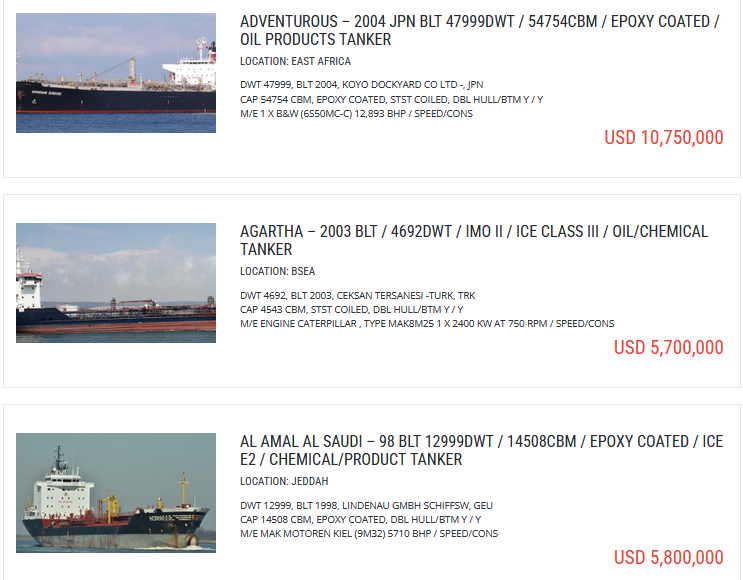 ADVENTUROUS – 2004 JPN BLT 47999DWT / 54754CBM / EPOXY COATED /
OIL PRODUCTS TANKER
LOCATION: EAST AFRICA
DWT 47999, BLT 2004, KOYO DOCKYARD CO LTD -, JPN
CAP 54754 CBM, EPOXY COATED, STST COILED, DBL HULL/BTM Y / Y
M/E 1 X B&W (6S50MC-C) 12,893 BHP / SPEED/CONS
USD 10,750,000
AGARTHA – 2003 BLT / 4692DWT / IMO II / ICE CLASS III / OIL/CHEMICAL
TANKER
LOCATION: BSEA
DWT 4692, BLT 2003, CEKSAN TERSANESI -TURK, TRK
CAP 4543 CBM, STST COILED, DBL HULL/BTM Y / Y
M/E ENGINE CATERPILLAR , TYPE MAK8M25 1 X 2400 KW AT 750 RPM / SPEED/CONS
USD 5,700,000
AL AMAL AL SAUDI – 98 BLT 12999DWT / 14508CBM / EPOXY COATED / ICE
E2 / CHEMICAL/PRODUCT TANKER
LOCATION: JEDDAH
DWT 12999, BLT 1998, LINDENAU GMBH SCHIFFSW, GEU
CAP 14508 CBM, EPOXY COATED, DBL HULL/BTM Y / Y
M/E MAK MOTOREN KIEL (9M32) 5710 BHP / SPEED/CONS
USD 5,800,000